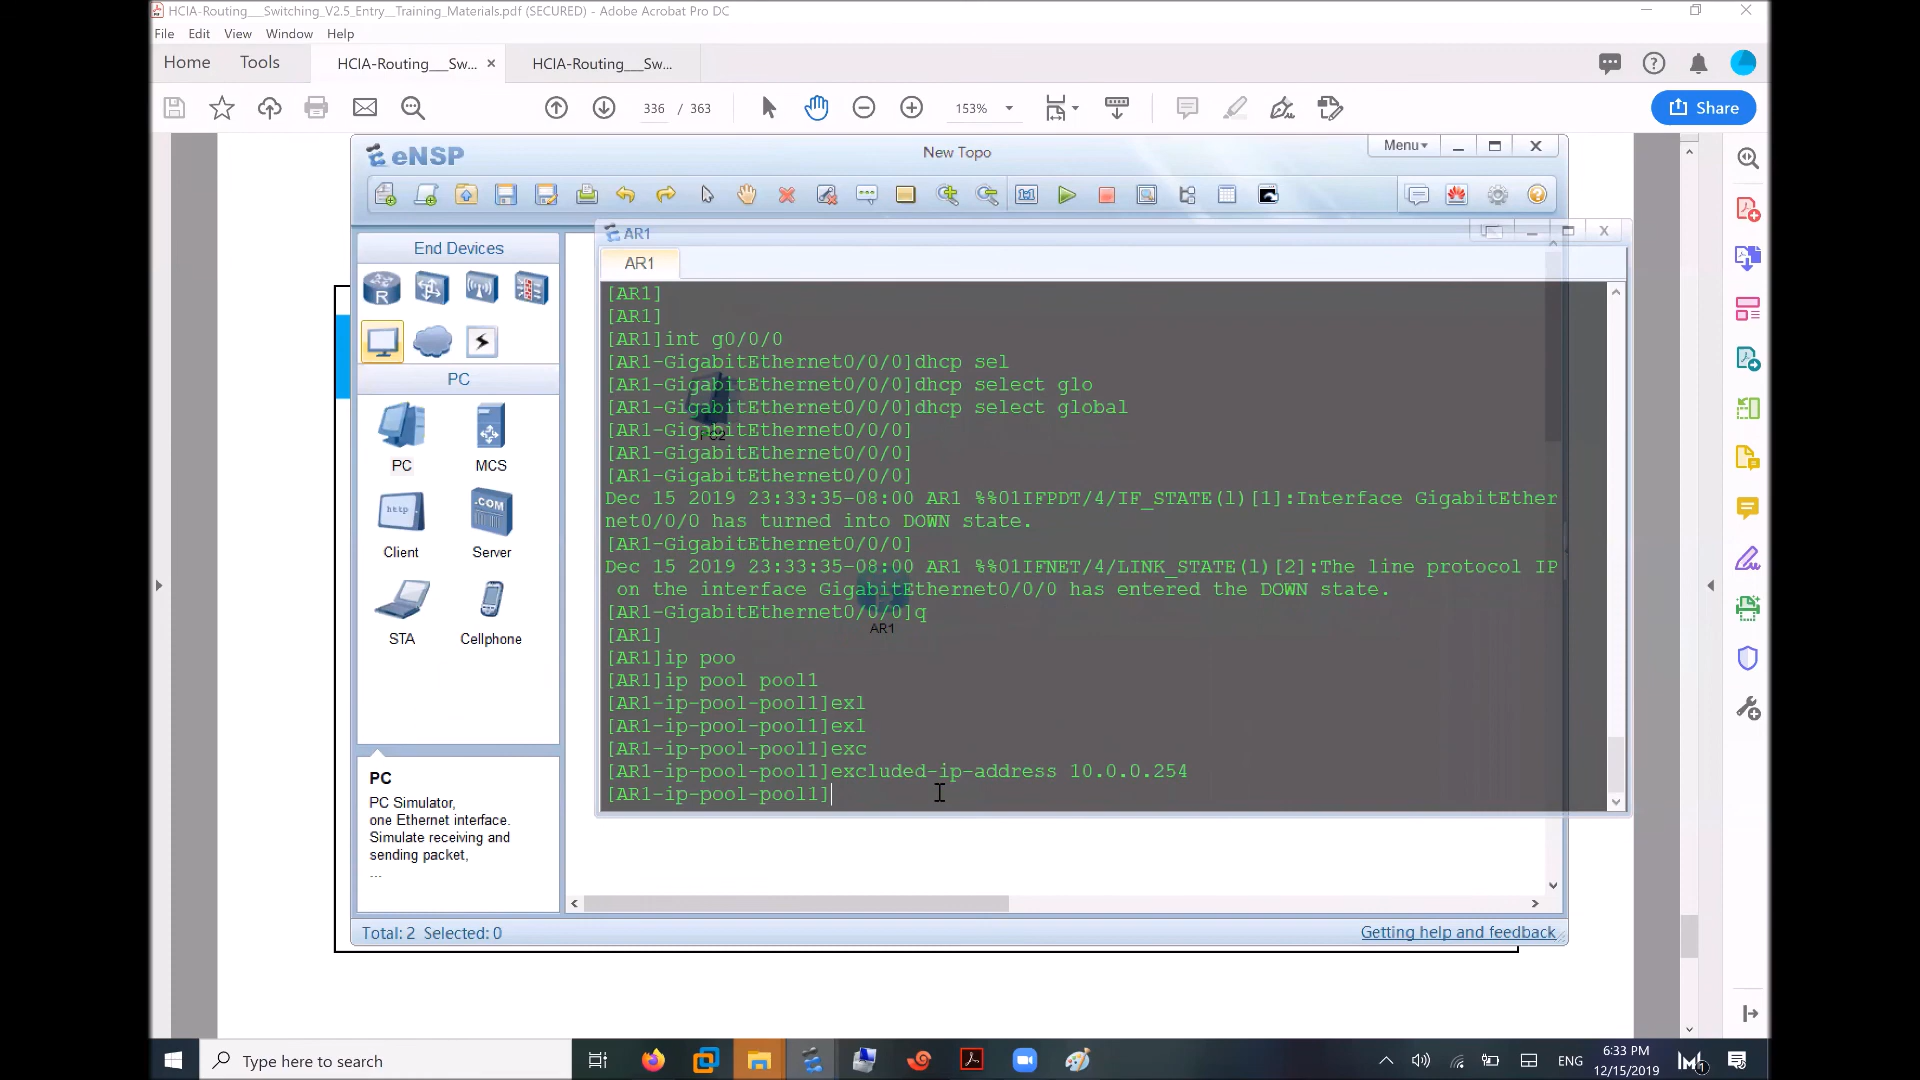 HCIA-Routing___Switching_V2.5_Entry__Training_Materials.pdf (SECURED) - Adobe Acrobat Pro DC
File Edit View Window Help
Home Tools HCIA-Routing___Sw... × HCIA-Routing___Sw...
336 / 363 153% Share
eNSP New Topo Menu
1:1
End Devices
R
PC
PC MCS
http .COM
Client Server
STA Cellphone
PC
PC Simulator,
one Ethernet interface.
Simulate receiving and
sending packet,
...
AR1
AR1
[AR1]
[AR1]
[AR1]int g0/0/0
[AR1-GigabitEthernet0/0/0]dhcp sel
[AR1-GigabitEthernet0/0/0]dhcp select glo
[AR1-GigabitEthernet0/0/0]dhcp select global
[AR1-GigabitEthernet0/0/0]
PC2
[AR1-GigabitEthernet0/0/0]
[AR1-GigabitEthernet0/0/0]
Dec 15 2019 23:33:35-08:00 AR1 %%01IFPDT/4/IF_STATE(l)[1]:Interface GigabitEther
net0/0/0 has turned into DOWN state.
[AR1-GigabitEthernet0/0/0]
Dec 15 2019 23:33:35-08:00 AR1 %%01IFNET/4/LINK_STATE(l)[2]:The line protocol IP
on the interface GigabitEthernet0/0/0 has entered the DOWN state.
[AR1-GigabitEthernet0/0/0]q
AR1
[AR1]
[AR1]ip poo
[AR1]ip pool pool1
[AR1-ip-pool-pool1]exl
[AR1-ip-pool-pool1]exl
[AR1-ip-pool-pool1]exc
[AR1-ip-pool-pool1]excluded-ip-address 10.0.0.254
[AR1-ip-pool-pool1]
Total: 2 Selected: 0 Getting help and feedback
Type here to search ENG 6:33 PM
12/15/2019